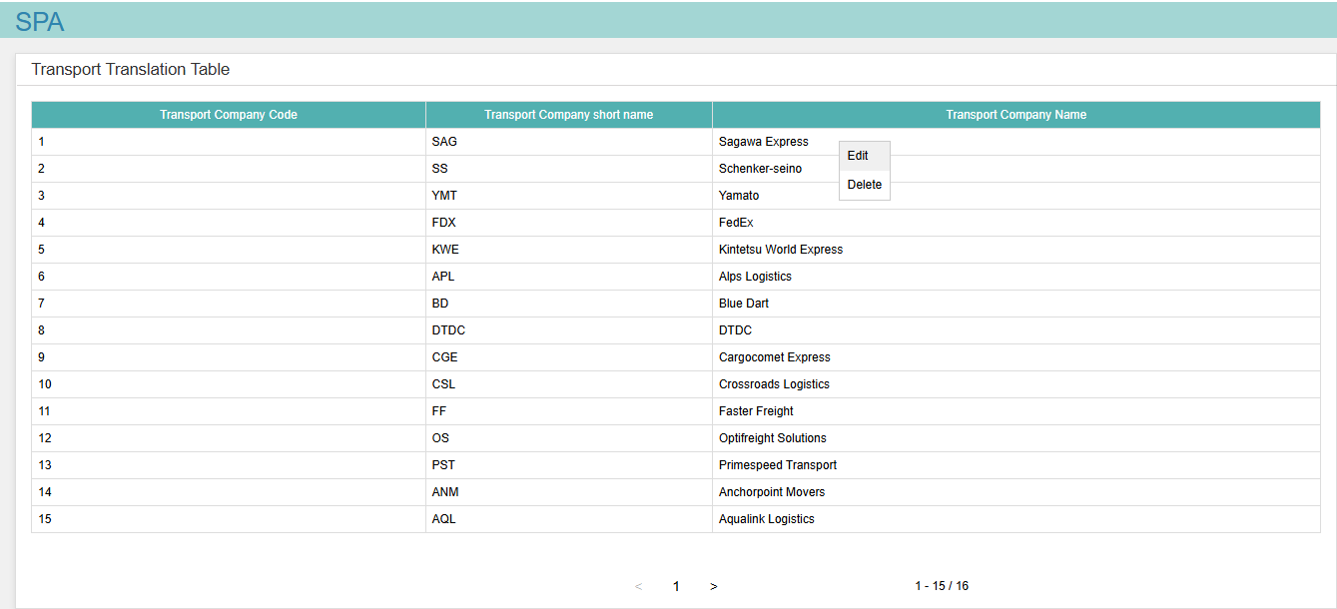 SPA
Transport Translation Table
Transport Company Code Transport Company short name Transport Company Name
1 SAG Sagawa Express
Edit
2 SS Schenker-seino
Delete
3 YMT Yamato
4 FDX FedEx
5 KWE Kintetsu World Express
6 APL Alps Logistics
7 BD Blue Dart
8 DTDC DTDC
9 CGE Cargocomet Express
10 CSL Crossroads Logistics
11 FF Faster Freight
12 OS Optifreight Solutions
13 PST Primespeed Transport
14 ANM Anchorpoint Movers
15 AQL Aqualink Logistics
< 1 > 1 - 15 / 16